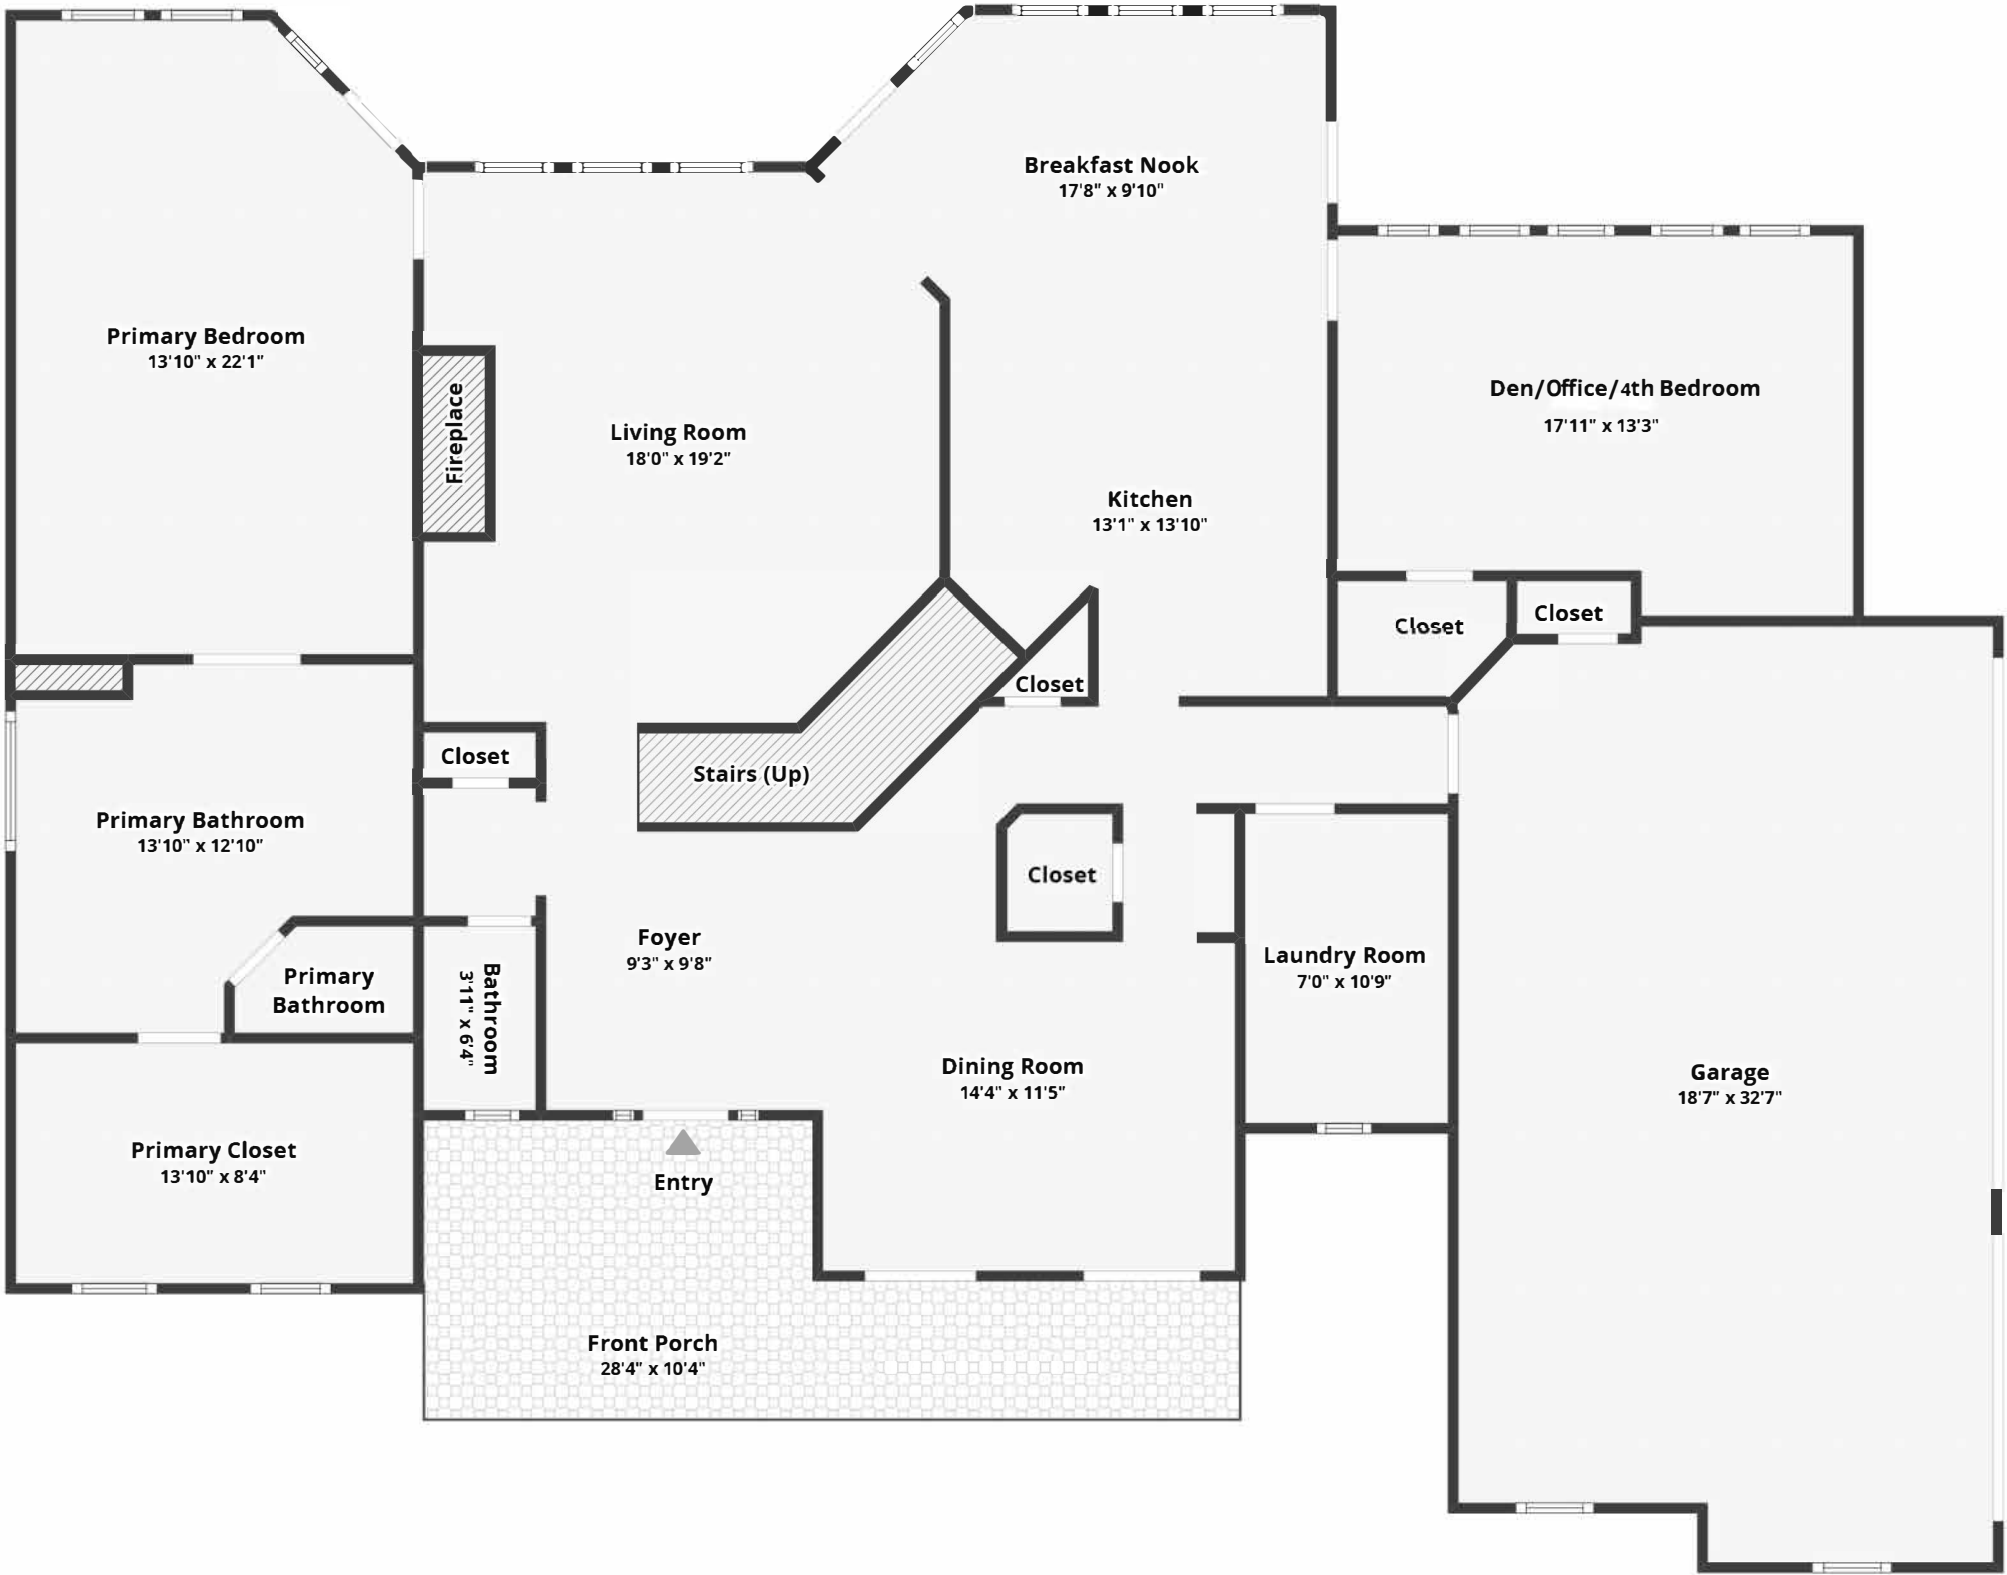 Breakfast Nook
17'8" x 9'10"
Primary Bedroom
13'10" x 22'1"
Den/Office/4th Bedroom
17'11" x 13'3"
Fireplace
Living Room
18'0" x 19'2"
Kitchen
13'1" x 13'10"
Closet
Closet
Closet
Closet
Stairs (Up)
Primary Bathroom
13'10" x 12'10"
Closet
Foyer
9'3" x 9'8"
Laundry Room
7'0" x 10'9"
Primary
Bathroom
Bathroom
3'11" x 6'4"
Dining Room
14'4" x 11'5"
Garage
18'7" x 32'7"
Primary Closet
13'10" x 8'4"
Entry
Front Porch
28'4" x 10'4"